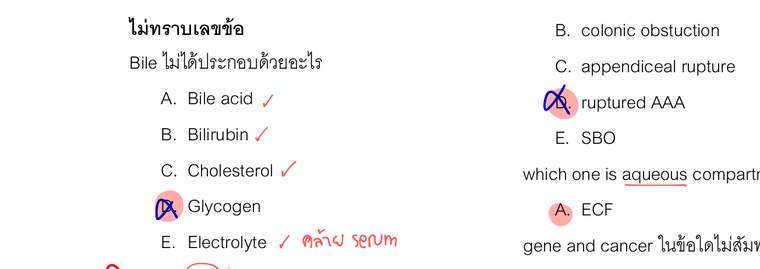 ไม่ทราบเลขข้อ
Bile ไม่ได้ประกอบด้วยอะไร
A. Bile acid ✓
B. Bilirubin ✓
C. Cholesterol ✓
D. Glycogen
E. Electrolyte ✓ คล้าย serum
B. colonic obstuction
C. appendiceal rupture
D. ruptured AAA
E. SBO
which one is aqueous compart
A. ECF
gene and cancer ในข้อใดไม่สัม